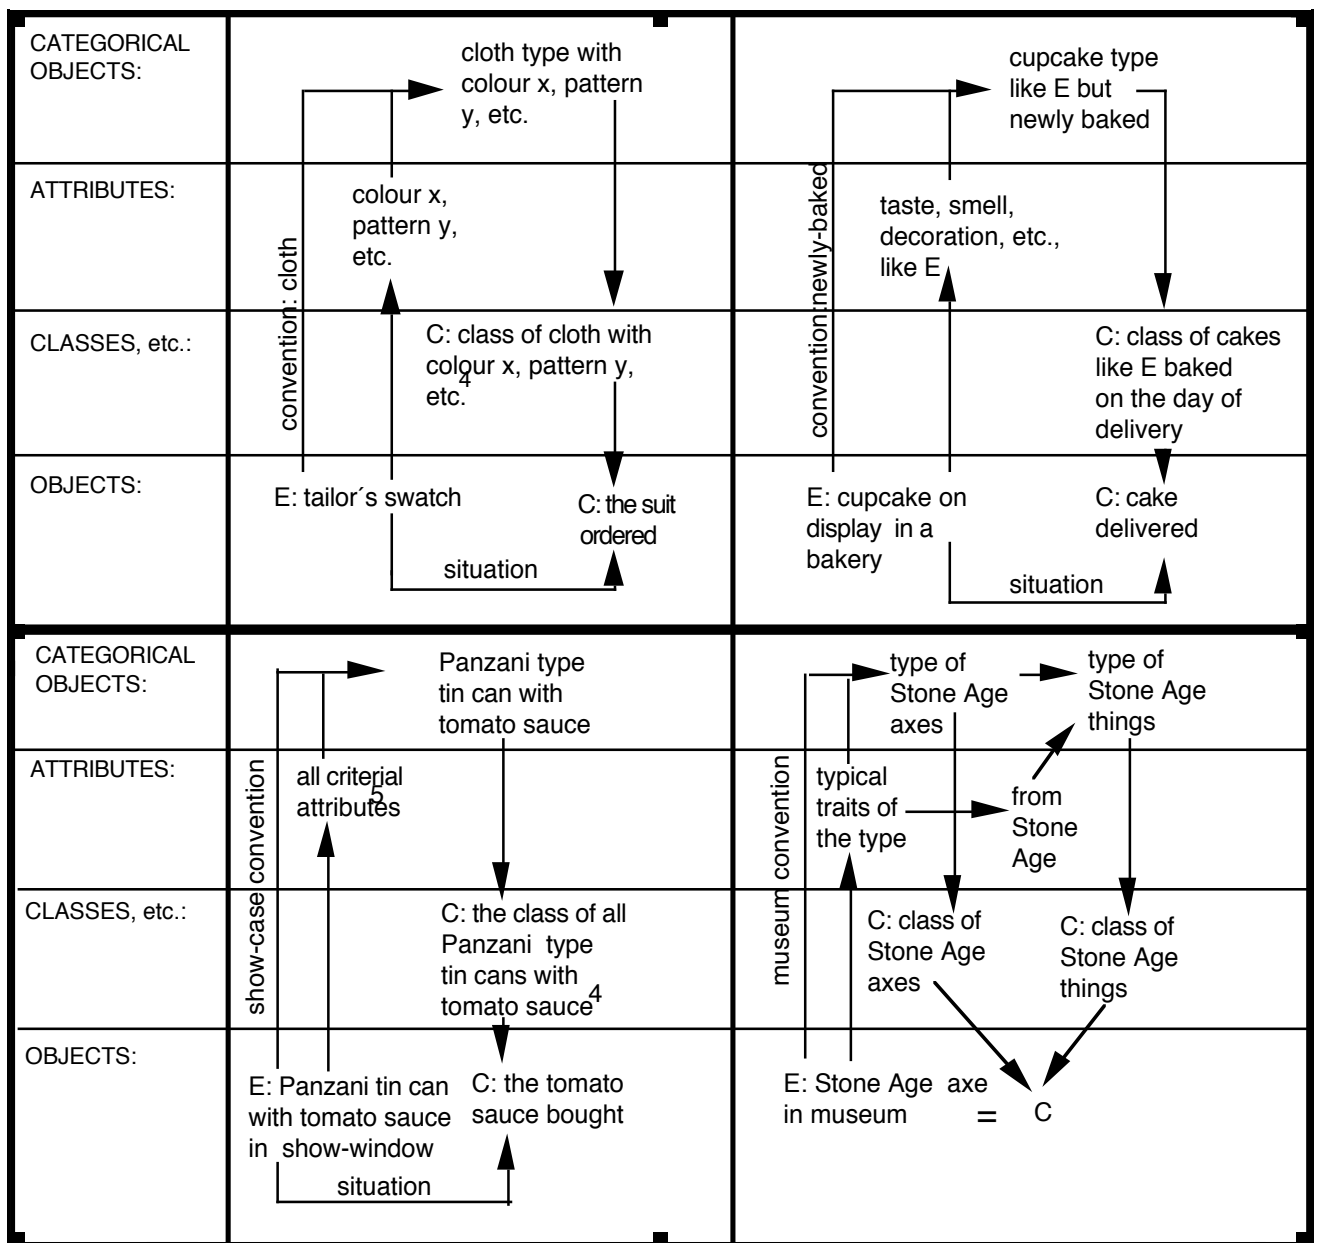 CATEGORICAL
OBJECTS:
cloth type with
colour x, pattern
y, etc.
cupcake type
like E but
newly baked
ATTRIBUTES:
colour x,
pattern y,
etc.
convention: cloth
taste, smell,
decoration, etc.,
like E
convention:newly-baked
CLASSES, etc.:
C: class of cloth with
colour x, pattern y,
etc.4
C: class of cakes
like E baked
on the day of
delivery
OBJECTS:
E: tailor´s swatch
C: the suit
ordered
situation
E: cupcake on
display in a
bakery
C: cake
delivered
situation
CATEGORICAL
OBJECTS:
Panzani type
tin can with
tomato sauce
type of
Stone Age
axes
type of
Stone Age
things
ATTRIBUTES:
all criterial
attributes5
show-case convention
typical
traits of
the type
from
Stone
Age
museum convention
CLASSES, etc.:
C: the class of all
Panzani type
tin cans with
tomato sauce4
C: class of
Stone Age
axes
C: class of
Stone Age
things
OBJECTS:
E: Panzani tin can
with tomato sauce
in show-window
C: the tomato
sauce bought
situation
E: Stone Age axe
in museum
= C